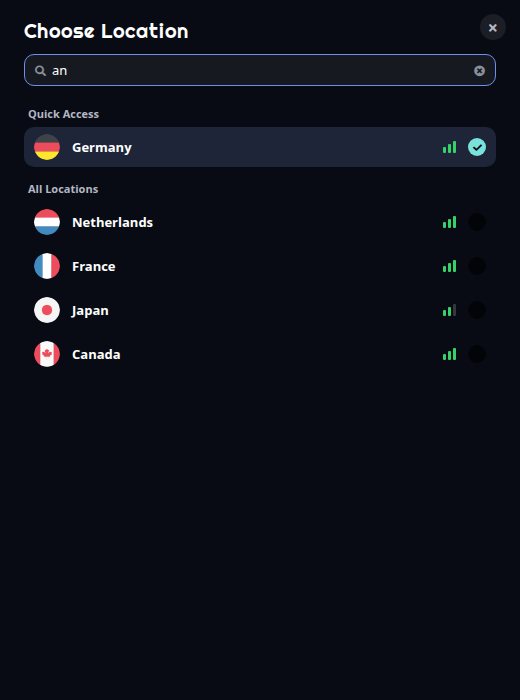 Choose Location
an
Quick Access
Germany
All Locations
Netherlands
France
Japan
Canada